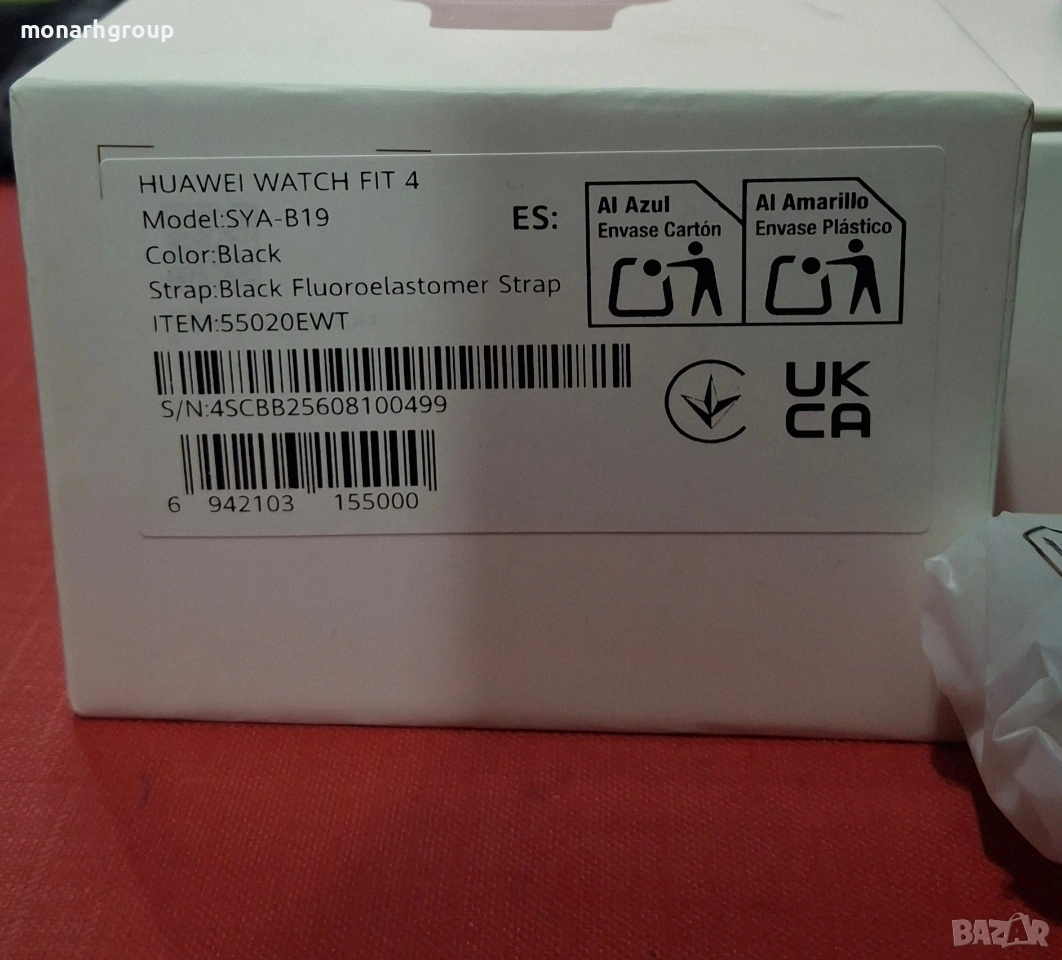 monarhgroup
HUAWEI WATCH FIT 4
Model:SYA-B19
Color:Black
Strap:Black Fluoroelastomer Strap
ITEM:55020EWT
S/N:4SCBB25608100499
6 942103 155000
ES:
Al Azul
Envase Cartón
Al Amarillo
Envase Plástico
UK
CA
BAZAR